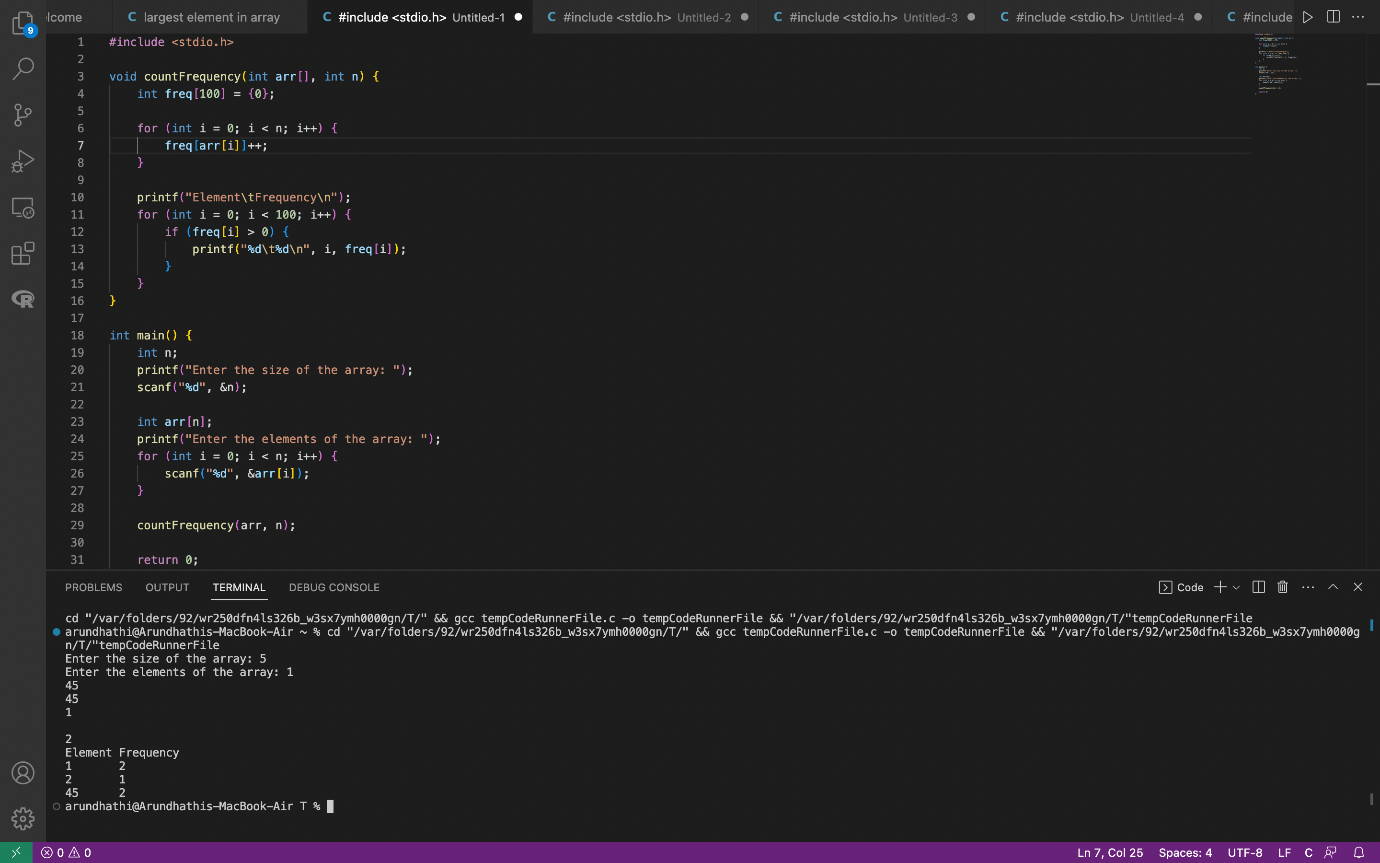 elcome
largest element in array
#include <stdio.h> Untitled-1
#include <stdio.h> Untitled-2
#include <stdio.h> Untitled-3
#include <stdio.h> Untitled-4
#include
9
1 #include <stdio.h>
2
3 void countFrequency(int arr[], int n) {
4 int freq[100] = {0};
5
6 for (int i = 0; i < n; i++) {
7 freq[arr[i]]++;
8 }
9
10 printf("Element\tFrequency\n");
11 for (int i = 0; i < 100; i++) {
12 if (freq[i] > 0) {
13 printf("%d\t%d\n", i, freq[i]);
14 }
15 }
16 }
17
18 int main() {
19 int n;
20 printf("Enter the size of the array: ");
21 scanf("%d", &n);
22
23 int arr[n];
24 printf("Enter the elements of the array: ");
25 for (int i = 0; i < n; i++) {
26 scanf("%d", &arr[i]);
27 }
28
29 countFrequency(arr, n);
30
31 return 0;
PROBLEMS OUTPUT TERMINAL DEBUG CONSOLE Code
cd "/var/folders/92/wr250dfn4ls326b_w3sx7ymh0000gn/T/" && gcc tempCodeRunnerFile.c -o tempCodeRunnerFile && "/var/folders/92/wr250dfn4ls326b_w3sx7ymh0000gn/T/"tempCodeRunnerFile
arundhathi@Arundhathis-MacBook-Air ~ % cd "/var/folders/92/wr250dfn4ls326b_w3sx7ymh0000gn/T/" && gcc tempCodeRunnerFile.c -o tempCodeRunnerFile && "/var/folders/92/wr250dfn4ls326b_w3sx7ymh0000g
n/T/"tempCodeRunnerFile
Enter the size of the array: 5
Enter the elements of the array: 1
45
45
1
2
Element Frequency
1 2
2 1
45 2
arundhathi@Arundhathis-MacBook-Air T %
0 0 Ln 7, Col 25 Spaces: 4 UTF-8 LF C